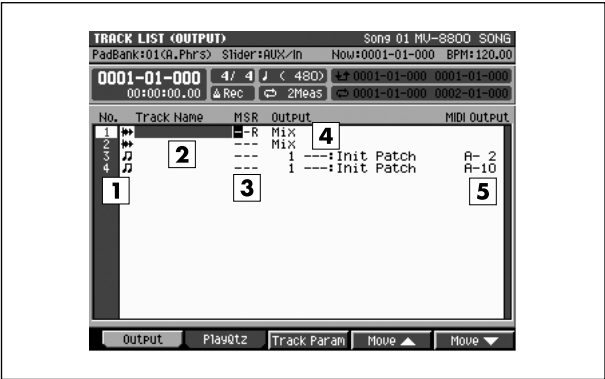 TRACK LIST (OUTPUT) Song 01 MV-8800 SONG
PadBank:01(A.Phrs) Slider:AUX/In Now:0001-01-000 BPM:120.00
0001-01-000 4/ 4 ♩ ( 480) 0001-01-000 0001-01-000
00:00:00.00 Rec 2Meas 0001-01-000 0002-01-000
No. Track Name MSR Output MIDI Output
1 --R Mix 4
2 --- Mix
2
3 --- 1 ---:Init Patch A- 2
4 --- 1 ---:Init Patch A-10
1 3 5
Output PlayQtz Track Param Move ▲ Move ▼